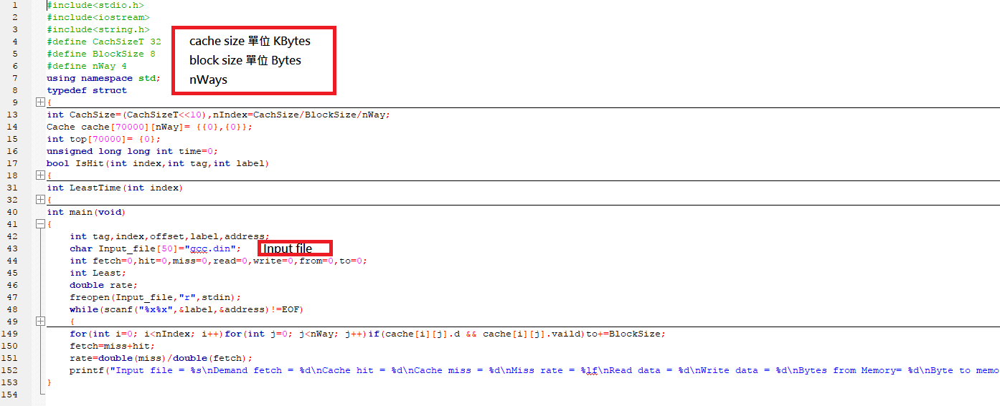 1 #include<stdio.h>
2 #include<iostream>
3 #include<string.h>
4 #define CachSizeT 32
5 #define BlockSize 8
6 #define nWay 4
cache size 單位 KBytes
block size 單位 Bytes
nWays
7 using namespace std;
8 typedef struct
9 {
13 int CachSize=(CachSizeT<<10),nIndex=CachSize/BlockSize/nWay;
14 Cache cache[70000][nWay]= {{0},{0}};
15 int top[70000]= {0};
16 unsigned long long int time=0;
17 bool IsHit(int index,int tag,int label)
18 {
31 int LeastTime(int index)
32 {
40 int main(void)
41 {
42 int tag,index,offset,label,address;
43 char Input_file[50]="gcc.din"; Input file
44 int fetch=0,hit=0,miss=0,read=0,write=0,from=0,to=0;
45 int Least;
46 double rate;
47 freopen(Input_file,"r",stdin);
48 while(scanf("%x%x",&label,&address)!=EOF)
49 {
149 for(int i=0; i<nIndex; i++)for(int j=0; j<nWay; j++)if(cache[i][j].d && cache[i][j].vaild)to+=BlockSize;
150 fetch=miss+hit;
151 rate=double(miss)/double(fetch);
152 printf("Input file = %s\nDemand fetch = %d\nCache hit = %d\nCache miss = %d\nMiss rate = %lf\nRead data = %d\nWrite data = %d\nBytes from Memory= %d\nByte to memo
153 }
154